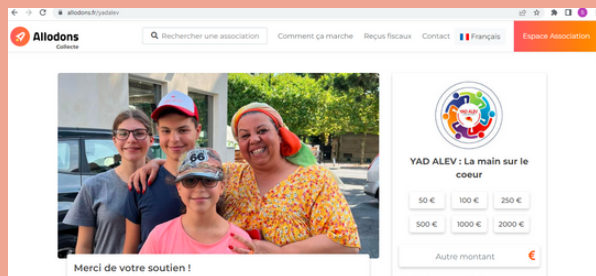 allodons.fr/yadalev
Allodons
Collecte
Rechercher une association
Comment ça marche
Reçus fiscaux
Contact
Français
Espace Association
66
YAD ALEV
YAD ALEV : La main sur le
coeur
50 €
100 €
250 €
500 €
1000 €
2000 €
Autre montant
€
Merci de votre soutien !